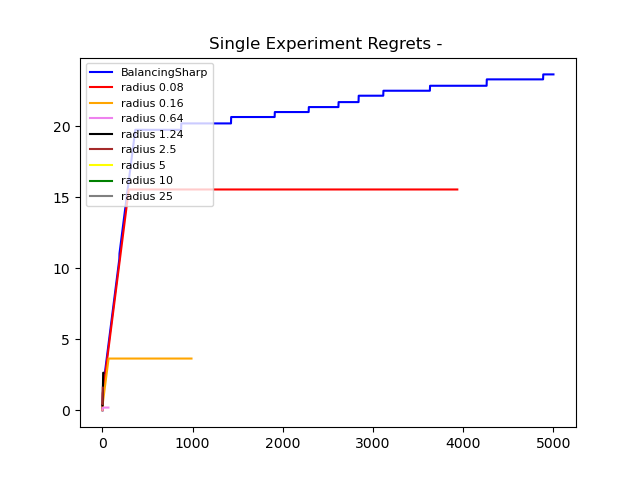 Single Experiment Regrets -
BalancingSharp
radius 0.08
radius 0.16
radius 0.64
radius 1.24
radius 2.5
radius 5
radius 10
radius 25
20
15
10
5
0
0 1000 2000 3000 4000 5000